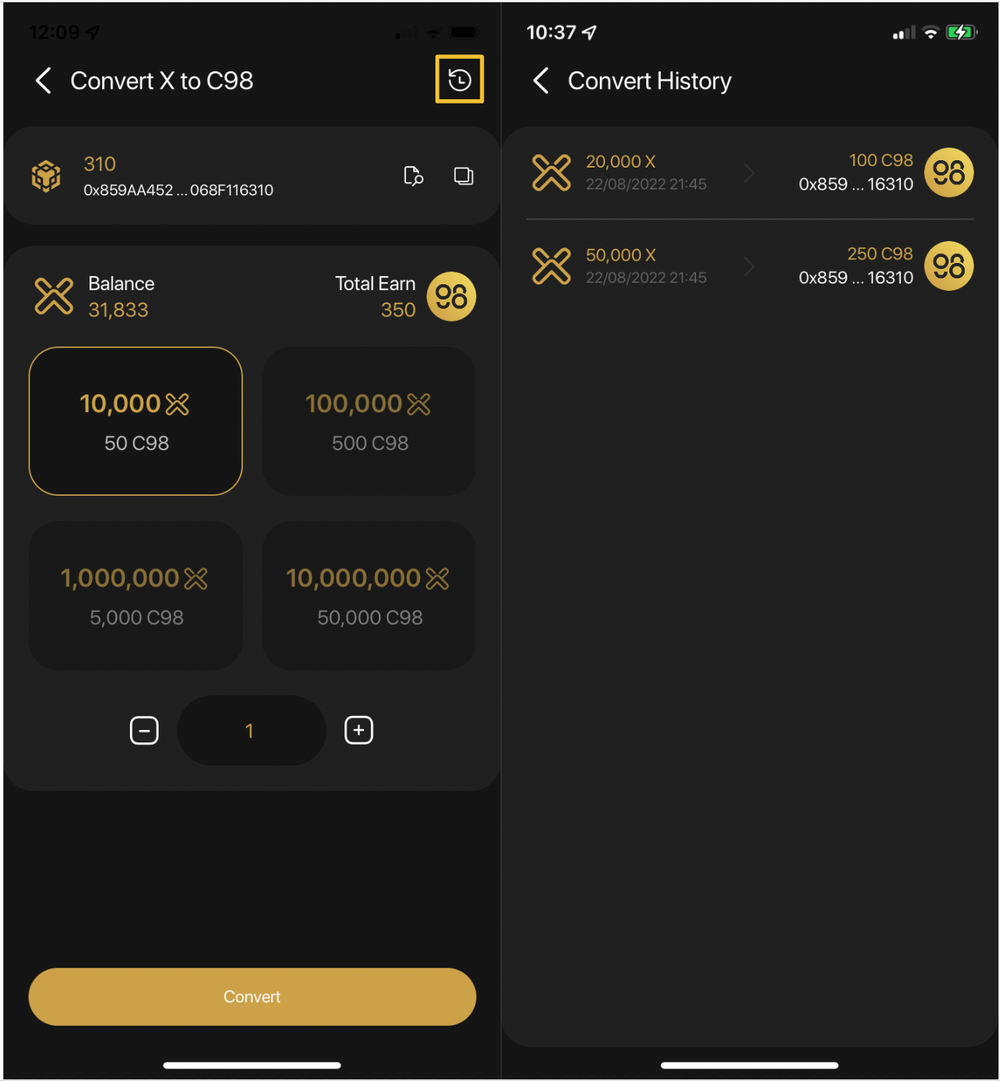 12:09
Convert X to C98
310
0x859AA452 ... 068F116310
Balance
31,833
Total Earn
350
10,000
50 C98
100,000
500 C98
1,000,000
5,000 C98
10,000,000
50,000 C98
1
Convert
10:37
Convert History
20,000 X
22/08/2022 21:45
100 C98
0x859 ... 16310
50,000 X
22/08/2022 21:45
250 C98
0x859 ... 16310